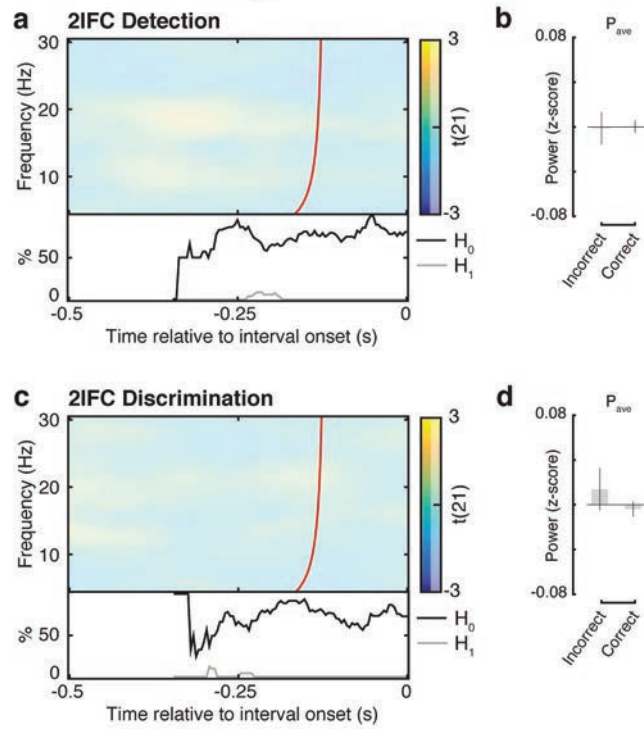 a
2IFC Detection
30
20
10
Frequency (Hz)
3
-3
t(21)
50
0
%
H0
H1
-0.5
-0.25
0
Time relative to interval onset (s)
b
Pave
0.08
-0.08
Power (z-score)
Incorrect
Correct
c
2IFC Discrimination
30
20
10
Frequency (Hz)
3
-3
t(21)
50
0
%
H0
H1
-0.5
-0.25
0
Time relative to interval onset (s)
d
Pave
0.08
-0.08
Power (z-score)
Incorrect
Correct